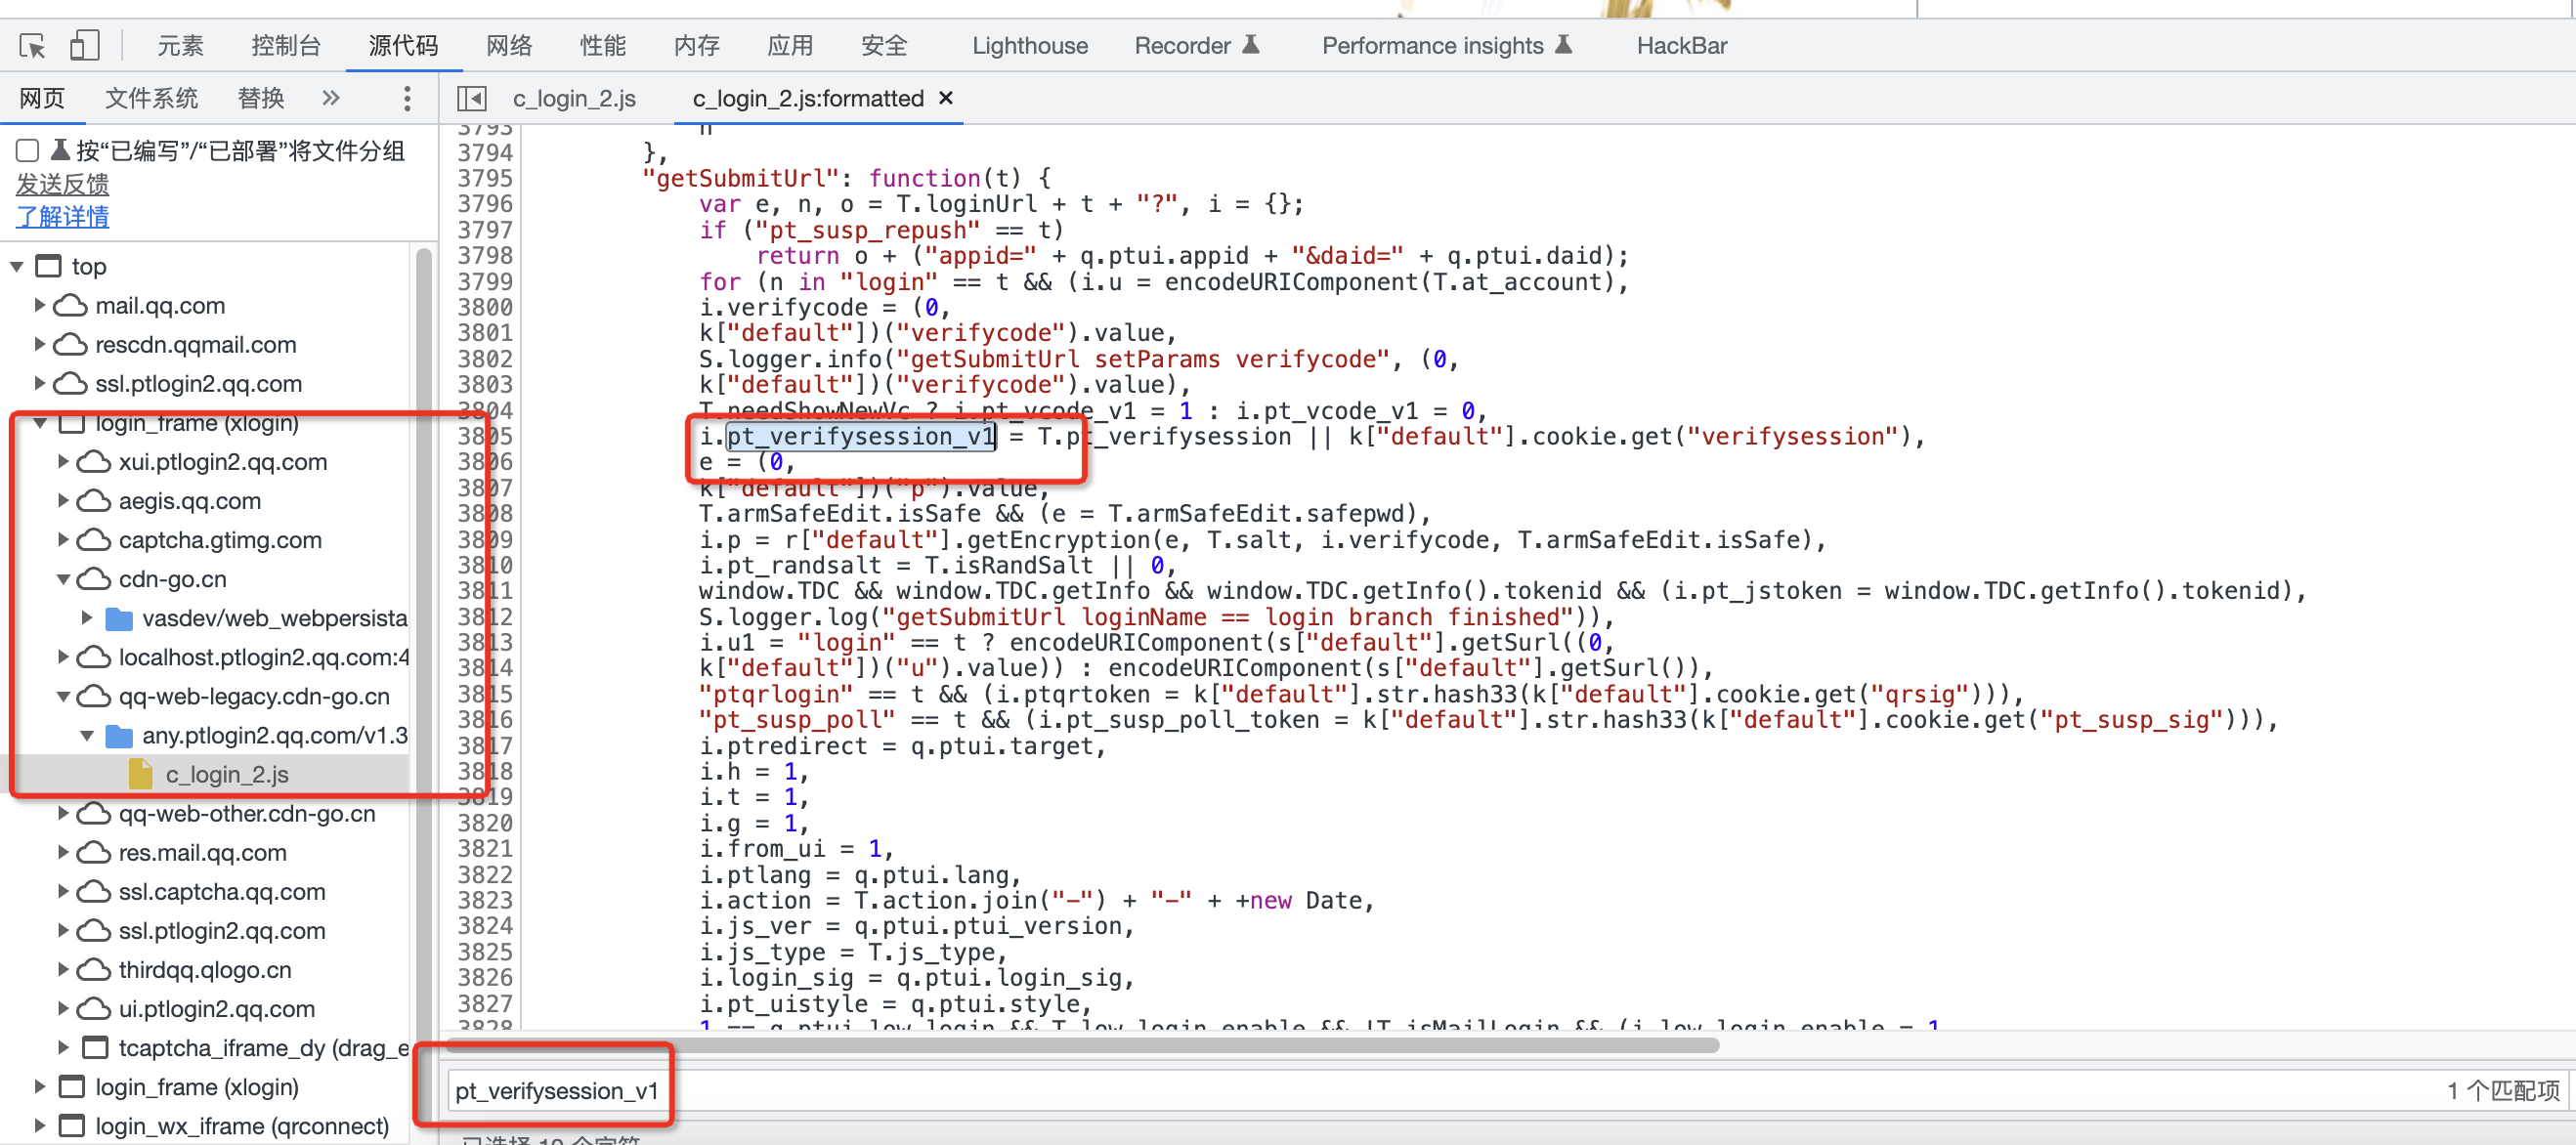 元素 控制台 源代码 网络 性能 内存 应用 安全 Lighthouse Recorder Performance insights HackBar
网页 文件系统 替换 c_login_2.js c_login_2.js:formatted ×
按“已编写”/“已部署”将文件分组
发送反馈
了解详情
top
mail.qq.com
rescdn.qqmail.com
ssl.ptlogin2.qq.com
login_frame (xlogin)
xui.ptlogin2.qq.com
aegis.qq.com
captcha.gtimg.com
cdn-go.cn
vasdev/web_webpersista
localhost.ptlogin2.qq.com:4
qq-web-legacy.cdn-go.cn
any.ptlogin2.qq.com/v1.3
c_login_2.js
qq-web-other.cdn-go.cn
res.mail.qq.com
ssl.captcha.qq.com
ssl.ptlogin2.qq.com
thirdqq.qlogo.cn
ui.ptlogin2.qq.com
tcaptcha_iframe_dy (drag_e
login_frame (xlogin)
login_wx_iframe (qrconnect)
3793 n
3794 },
3795 "getSubmitUrl": function(t) {
3796 var e, n, o = T.loginUrl + t + "?", i = {};
3797 if ("pt_susp_repush" == t)
3798 return o + ("appid=" + q.ptui.appid + "&daid=" + q.ptui.daid);
3799 for (n in "login" == t && (i.u = encodeURIComponent(T.at_account),
3800 i.verifycode = (0,
3801 k["default"])("verifycode").value,
3802 S.logger.info("getSubmitUrl setParams verifycode", (0,
3803 k["default"])("verifycode").value),
3804 T.needShowNewVc ? i.pt_vcode_v1 = 1 : i.pt_vcode_v1 = 0,
3805 i.pt_verifysession_v1 = T.pt_verifysession || k["default"].cookie.get("verifysession"),
3806 e = (0,
3807 k["default"])("p").value,
3808 T.armSafeEdit.isSafe && (e = T.armSafeEdit.safepwd),
3809 i.p = r["default"].getEncryption(e, T.salt, i.verifycode, T.armSafeEdit.isSafe),
3810 i.pt_randsalt = T.isRandSalt || 0,
3811 window.TDC && window.TDC.getInfo && window.TDC.getInfo().tokenid && (i.pt_jstoken = window.TDC.getInfo().tokenid),
3812 S.logger.log("getSubmitUrl loginName == login branch finished")),
3813 i.u1 = "login" == t ? encodeURIComponent(s["default"].getSurl((0,
3814 k["default"])("u").value)) : encodeURIComponent(s["default"].getSurl()),
3815 "ptqrlogin" == t && (i.ptqrtoken = k["default"].str.hash33(k["default"].cookie.get("qrsig"))),
3816 "pt_susp_poll" == t && (i.pt_susp_poll_token = k["default"].str.hash33(k["default"].cookie.get("pt_susp_sig"))),
3817 i.ptredirect = q.ptui.target,
3818 i.h = 1,
3819 i.t = 1,
3820 i.g = 1,
3821 i.from_ui = 1,
3822 i.ptlang = q.ptui.lang,
3823 i.action = T.action.join("-") + "-" + +new Date,
3824 i.js_ver = q.ptui.ptui_version,
3825 i.js_type = T.js_type,
3826 i.login_sig = q.ptui.login_sig,
3827 i.pt_uistyle = q.ptui.style,
3828 1 == q.ptui.low_login && T.low_login_enable && !T.isMailLogin && (i.low_login_enable = 1,
pt_verifysession_v1 1 个匹配项
已选择 19 个字符